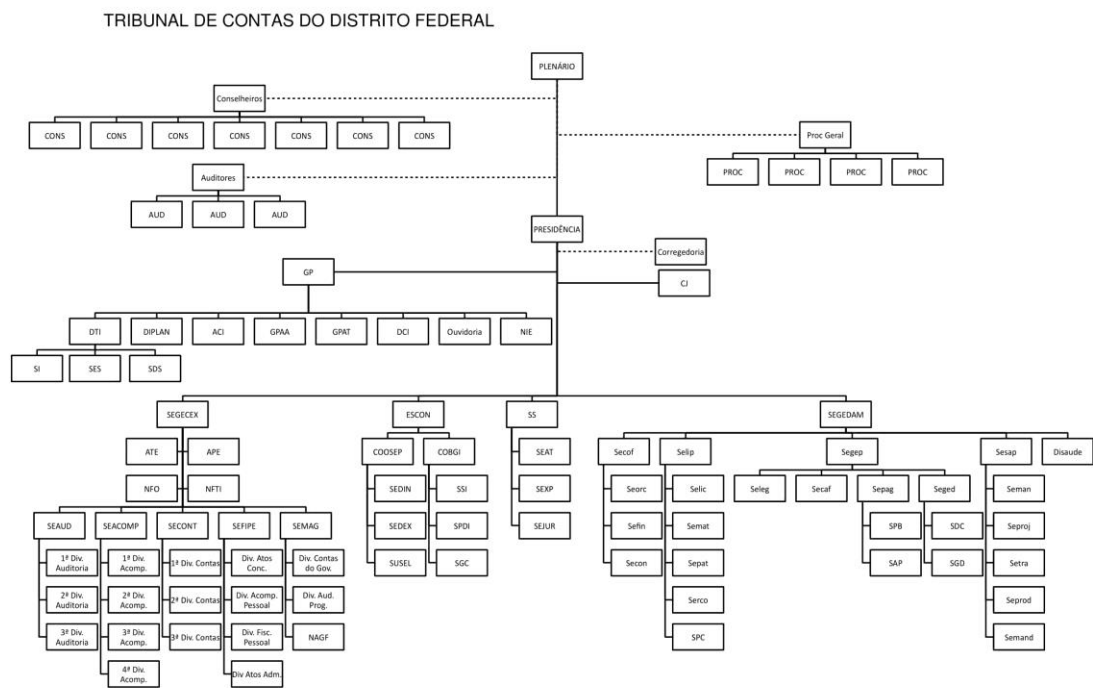 TRIBUNAL DE CONTAS DO DISTRITO FEDERAL
PLENÁRIO
Conselheiros
CONS CONS CONS CONS CONS CONS CONS
Proc Geral
PROC PROC PROC PROC
Auditores
AUD AUD AUD
PRESIDÊNCIA
Corregedoria
GP
CJ
DTI DIPLAN ACI GPAA GPAT DCI Ouvidoria NIE
SI SES SDS
SEGECEX ESCON SS SEGEDAM
ATE APE
NFO NFTI
SEAUD SEACOMP SECONT SEFIPE SEMAG
1ª Div.
Auditoria
2ª Div.
Auditoria
3ª Div.
Auditoria
1ª Div.
Acomp.
2ª Div.
Acomp.
3ª Div.
Acomp.
4ª Div.
Acomp.
1ª Div. Contas
2ª Div. Contas
3ª Div. Contas
Div. Atos
Conc.
Div. Acomp.
Pessoal
Div. Fisc.
Pessoal
Div Atos Adm.
Div. Contas
do Gov.
Div. Aud.
Prog.
NAGF
COOSEP COBGI
SEDIN SSI
SEDEX SPDI
SUSEL SGC
SEAT
SEXP
SEJUR
Secof Selip Segep Sesap Disaude
Seorc
Sefin
Secon
Selic
Semat
Sepat
Serco
SPC
Seleg Secaf Sepag Seged
SPB SDC
SAP SGD
Seman
Seproj
Setra
Seprod
Semand